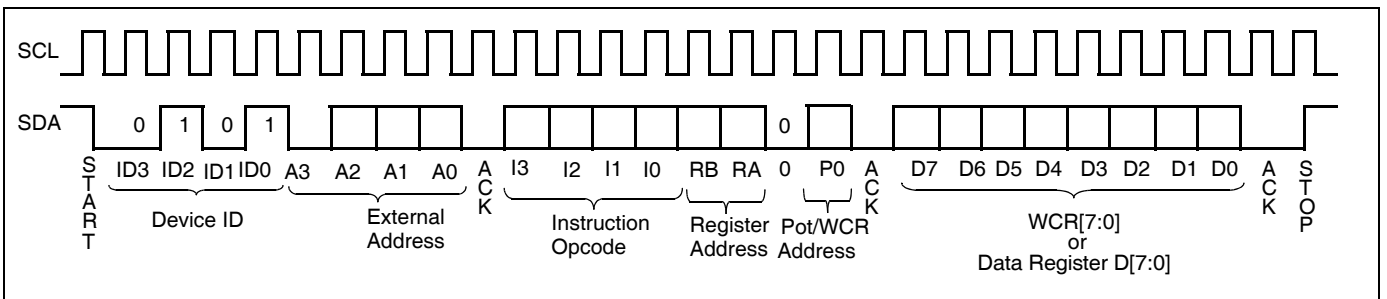 SCL
SDA
0 1 0 1 0
START ID3 ID2 ID1 ID0 A3 A2 A1 A0 ACK I3 I2 I1 I0 RB RA 0 P0 ACK D7 D6 D5 D4 D3 D2 D1 D0 ACK STOP
Device ID
External
Address
Instruction
Opcode
Register
Address
Pot/WCR
Address
WCR[7:0]
or
Data Register D[7:0]